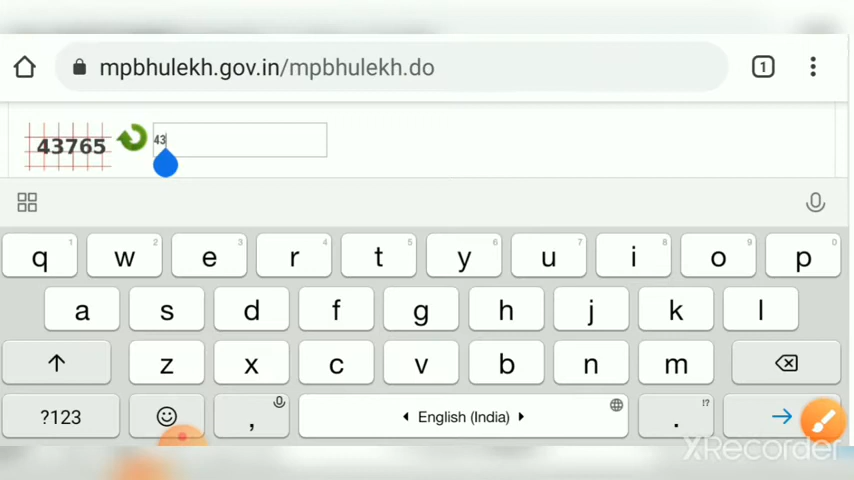 mpbhulekh.gov.in/mpbhulekh.do 1
43765 43
q 1 w 2 e 3 r 4 t 5 y 6 u 7 i 8 o 9 p 0
a s d f g h j k l
z x c v b n m
?123 , English (India) . !?
XRecorder